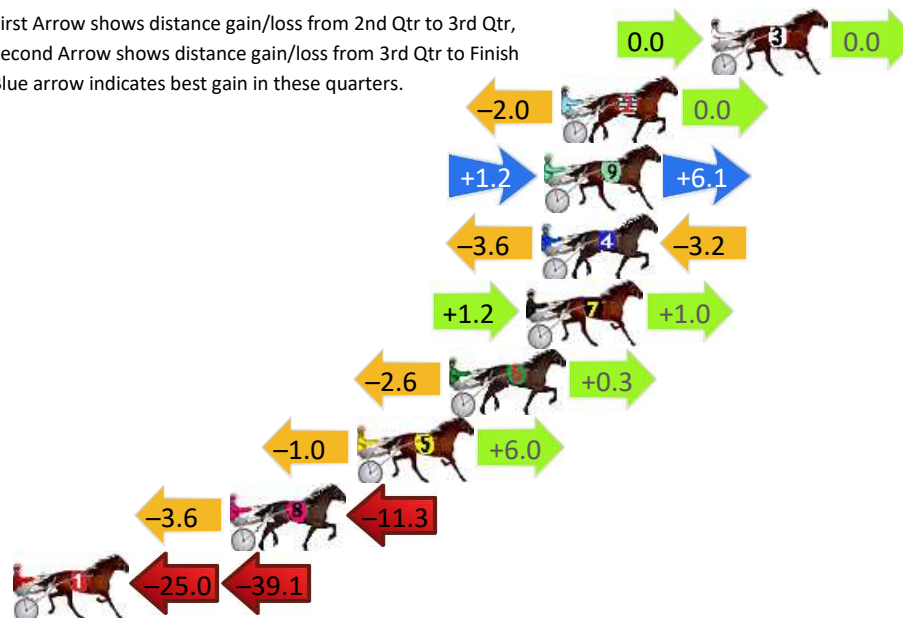 irst Arrow shows distance gain/loss from 2nd Qtr to 3rd Qtr,
econd Arrow shows distance gain/loss from 3rd Qtr to Finish
Blue arrow indicates best gain in these quarters.
0.0 3 0.0
–2.0 2 0.0
+1.2 9 +6.1
–3.6 4 –3.2
+1.2 7 +1.0
–2.6 6 +0.3
–1.0 5 +6.0
–3.6 8 –11.3
1 –25.0 –39.1